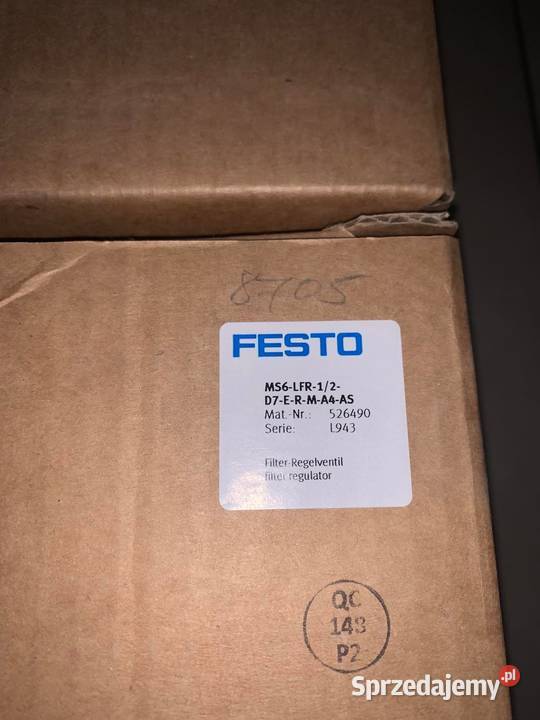 8705
FESTO
MS6-LFR-1/2-
D7-E-R-M-A4-AS
Mat.-Nr.: 526490
Serie: L943
Filter-Regelventil
filter regulator
QC
148
P2
Sprzedajemy.pl